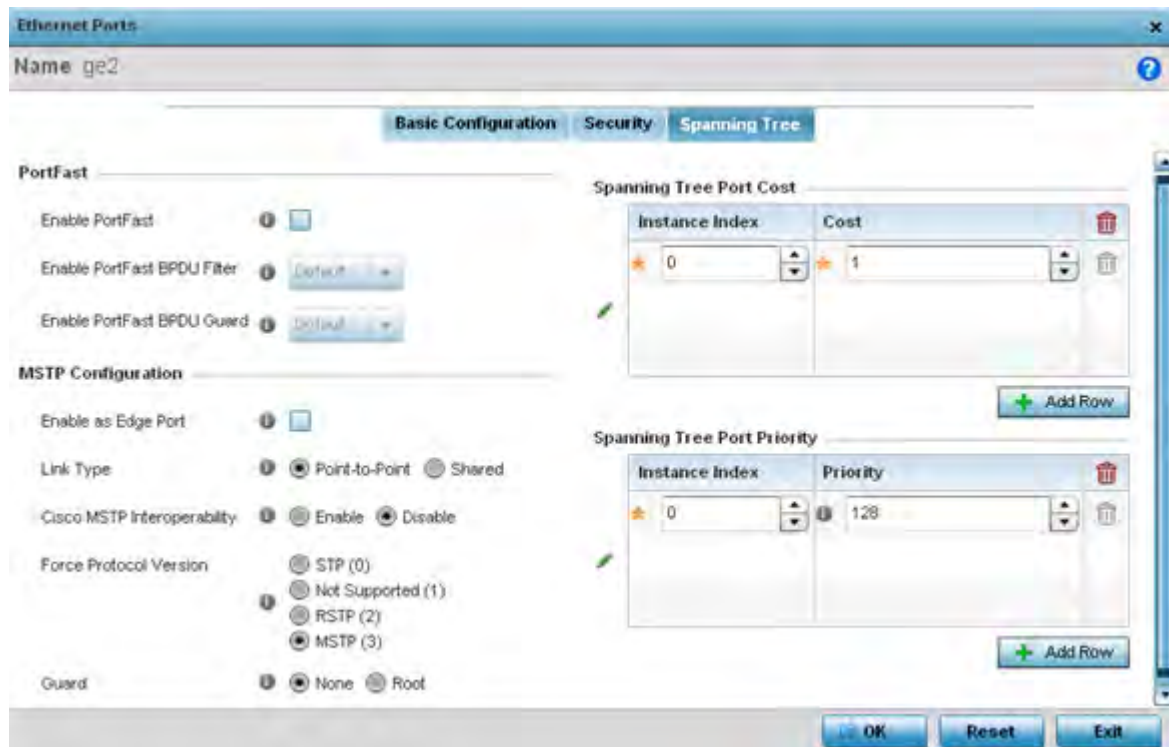 Ethernet Ports
Name ge2
Basic Configuration Security Spanning Tree
PortFast
Enable PortFast
Enable PortFast BPDU Filter Default
Enable PortFast BPDU Guard Default
MSTP Configuration
Enable as Edge Port
Link Type Point-to-Point Shared
Cisco MSTP Interoperability Enable Disable
Force Protocol Version STP (0)
Not Supported (1)
RSTP (2)
MSTP (3)
Guard None Root
Spanning Tree Port Cost
Instance Index Cost
0 1
Add Row
Spanning Tree Port Priority
Instance Index Priority
0 128
Add Row
OK Reset Exit